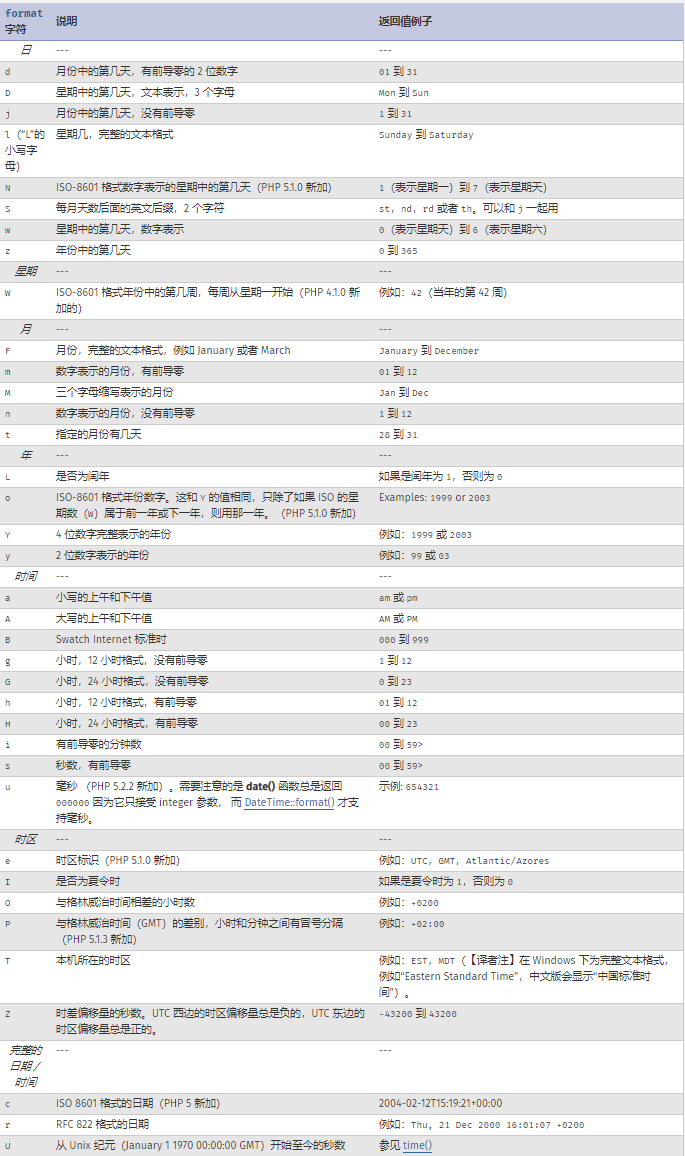 format
字符 说明 返回值例子
日 --- ---
d 月份中的第几天，有前导零的 2 位数字 01 到 31
D 星期中的第几天，文本表示，3 个字母 Mon 到 Sun
j 月份中的第几天，没有前导零 1 到 31
l（“L”的 星期几，完整的文本格式 Sunday 到 Saturday
小写字
母）
N ISO-8601 格式数字表示的星期中的第几天（PHP 5.1.0 新加） 1（表示星期一）到 7（表示星期天）
S 每月天数后面的英文后缀，2 个字符 st，nd，rd 或者 th。可以和 j 一起用
w 星期中的第几天，数字表示 0（表示星期天）到 6（表示星期六）
z 年份中的第几天 0 到 365
星期 --- ---
W ISO-8601 格式年份中的第几周，每周从星期一开始（PHP 4.1.0 新 例如：42（当年的第 42 周）
加的）
月 --- ---
F 月份，完整的文本格式，例如 January 或者 March January 到 December
m 数字表示的月份，有前导零 01 到 12
M 三个字母缩写表示的月份 Jan 到 Dec
n 数字表示的月份，没有前导零 1 到 12
t 指定的月份有几天 28 到 31
年 --- ---
L 是否为闰年 如果是闰年为 1，否则为 0
o ISO-8601 格式年份数字。这和 Y 的值相同，只除了如果 ISO 的星 Examples: 1999 or 2003
期数（W）属于前一年或下一年，则用那一年。（PHP 5.1.0 新加）
Y 4 位数字完整表示的年份 例如：1999 或 2003
y 2 位数字表示的年份 例如：99 或 03
时间 --- ---
a 小写的上午和下午值 am 或 pm
A 大写的上午和下午值 AM 或 PM
B Swatch Internet 标准时 000 到 999
g 小时，12 小时格式，没有前导零 1 到 12
G 小时，24 小时格式，没有前导零 0 到 23
h 小时，12 小时格式，有前导零 01 到 12
H 小时，24 小时格式，有前导零 00 到 23
i 有前导零的分钟数 00 到 59>
s 秒数，有前导零 00 到 59>
u 毫秒 （PHP 5.2.2 新加）。需要注意的是 date() 函数总是返回 示例: 654321
000000 因为它只接受 integer 参数， 而 DateTime::format() 才支
持毫秒。
时区 --- ---
e 时区标识（PHP 5.1.0 新加） 例如：UTC，GMT，Atlantic/Azores
I 是否为夏令时 如果是夏令时为 1，否则为 0
O 与格林威治时间相差的小时数 例如：+0200
P 与格林威治时间（GMT）的差别，小时和分钟之间有冒号分隔 例如：+02:00
（PHP 5.1.3 新加）
T 本机所在的时区 例如：EST，MDT（【译者注】在 Windows 下为完整文本格式，
例如“Eastern Standard Time”，中文版会显示“中国标准时
间”）。
Z 时差偏移量的秒数。UTC 西边的时区偏移量总是负的，UTC 东边的 -43200 到 43200
时区偏移量总是正的。
完整的 --- ---
日期／
时间
c ISO 8601 格式的日期（PHP 5 新加） 2004-02-12T15:19:21+00:00
r RFC 822 格式的日期 例如：Thu, 21 Dec 2000 16:01:07 +0200
U 从 Unix 纪元（January 1 1970 00:00:00 GMT）开始至今的秒数 参见 time()